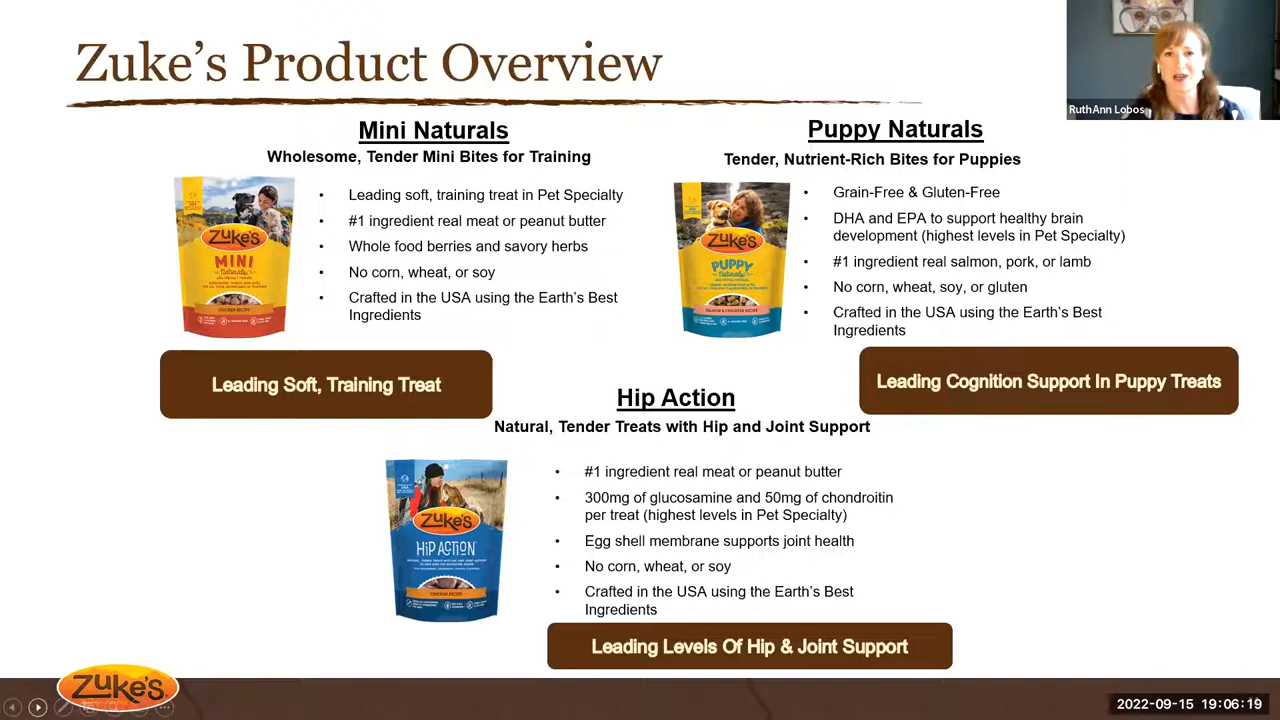 Zuke's Product Overview
RuthAnn Lobos
Mini Naturals
Wholesome, Tender Mini Bites for Training
• Leading soft, training treat in Pet Specialty
• #1 ingredient real meat or peanut butter
• Whole food berries and savory herbs
• No corn, wheat, or soy
• Crafted in the USA using the Earth's Best
Ingredients
ZUKE'S
MINI
Naturals
CHICKEN RECIPE
Leading Soft, Training Treat
Puppy Naturals
Tender, Nutrient-Rich Bites for Puppies
• Grain-Free & Gluten-Free
• DHA and EPA to support healthy brain
development (highest levels in Pet Specialty)
• #1 ingredient real salmon, pork, or lamb
• No corn, wheat, soy, or gluten
• Crafted in the USA using the Earth's Best
Ingredients
ZUKE'S
PUPPY
Naturals
SALMON & CHICKPEA RECIPE
Leading Cognition Support In Puppy Treats
Hip Action
Natural, Tender Treats with Hip and Joint Support
• #1 ingredient real meat or peanut butter
• 300mg of glucosamine and 50mg of chondroitin
per treat (highest levels in Pet Specialty)
• Egg shell membrane supports joint health
• No corn, wheat, or soy
• Crafted in the USA using the Earth's Best
Ingredients
ZUKE'S
HIP ACTION
CHICKEN RECIPE
Leading Levels Of Hip & Joint Support
ZUKE'S
2022-09-15 19:06:19